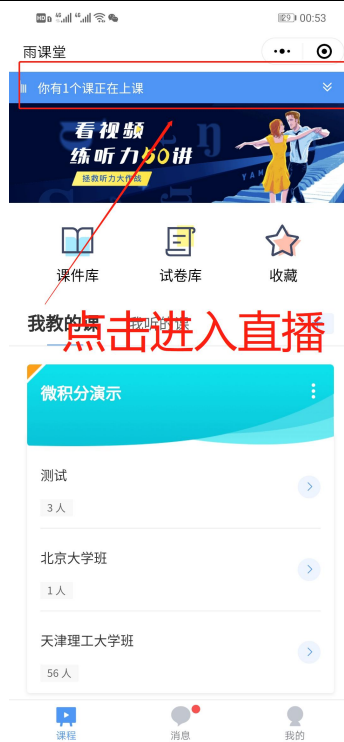 00:53
雨课堂
你有1个课正在上课
看视频
练听力50讲
拯救听力大作战
YAM
课件库 试卷库 收藏
我教的课 我听的课
点击进入直播
微积分演示
测试
3 人
北京大学班
1 人
天津理工大学班
56 人
课程 消息 我的